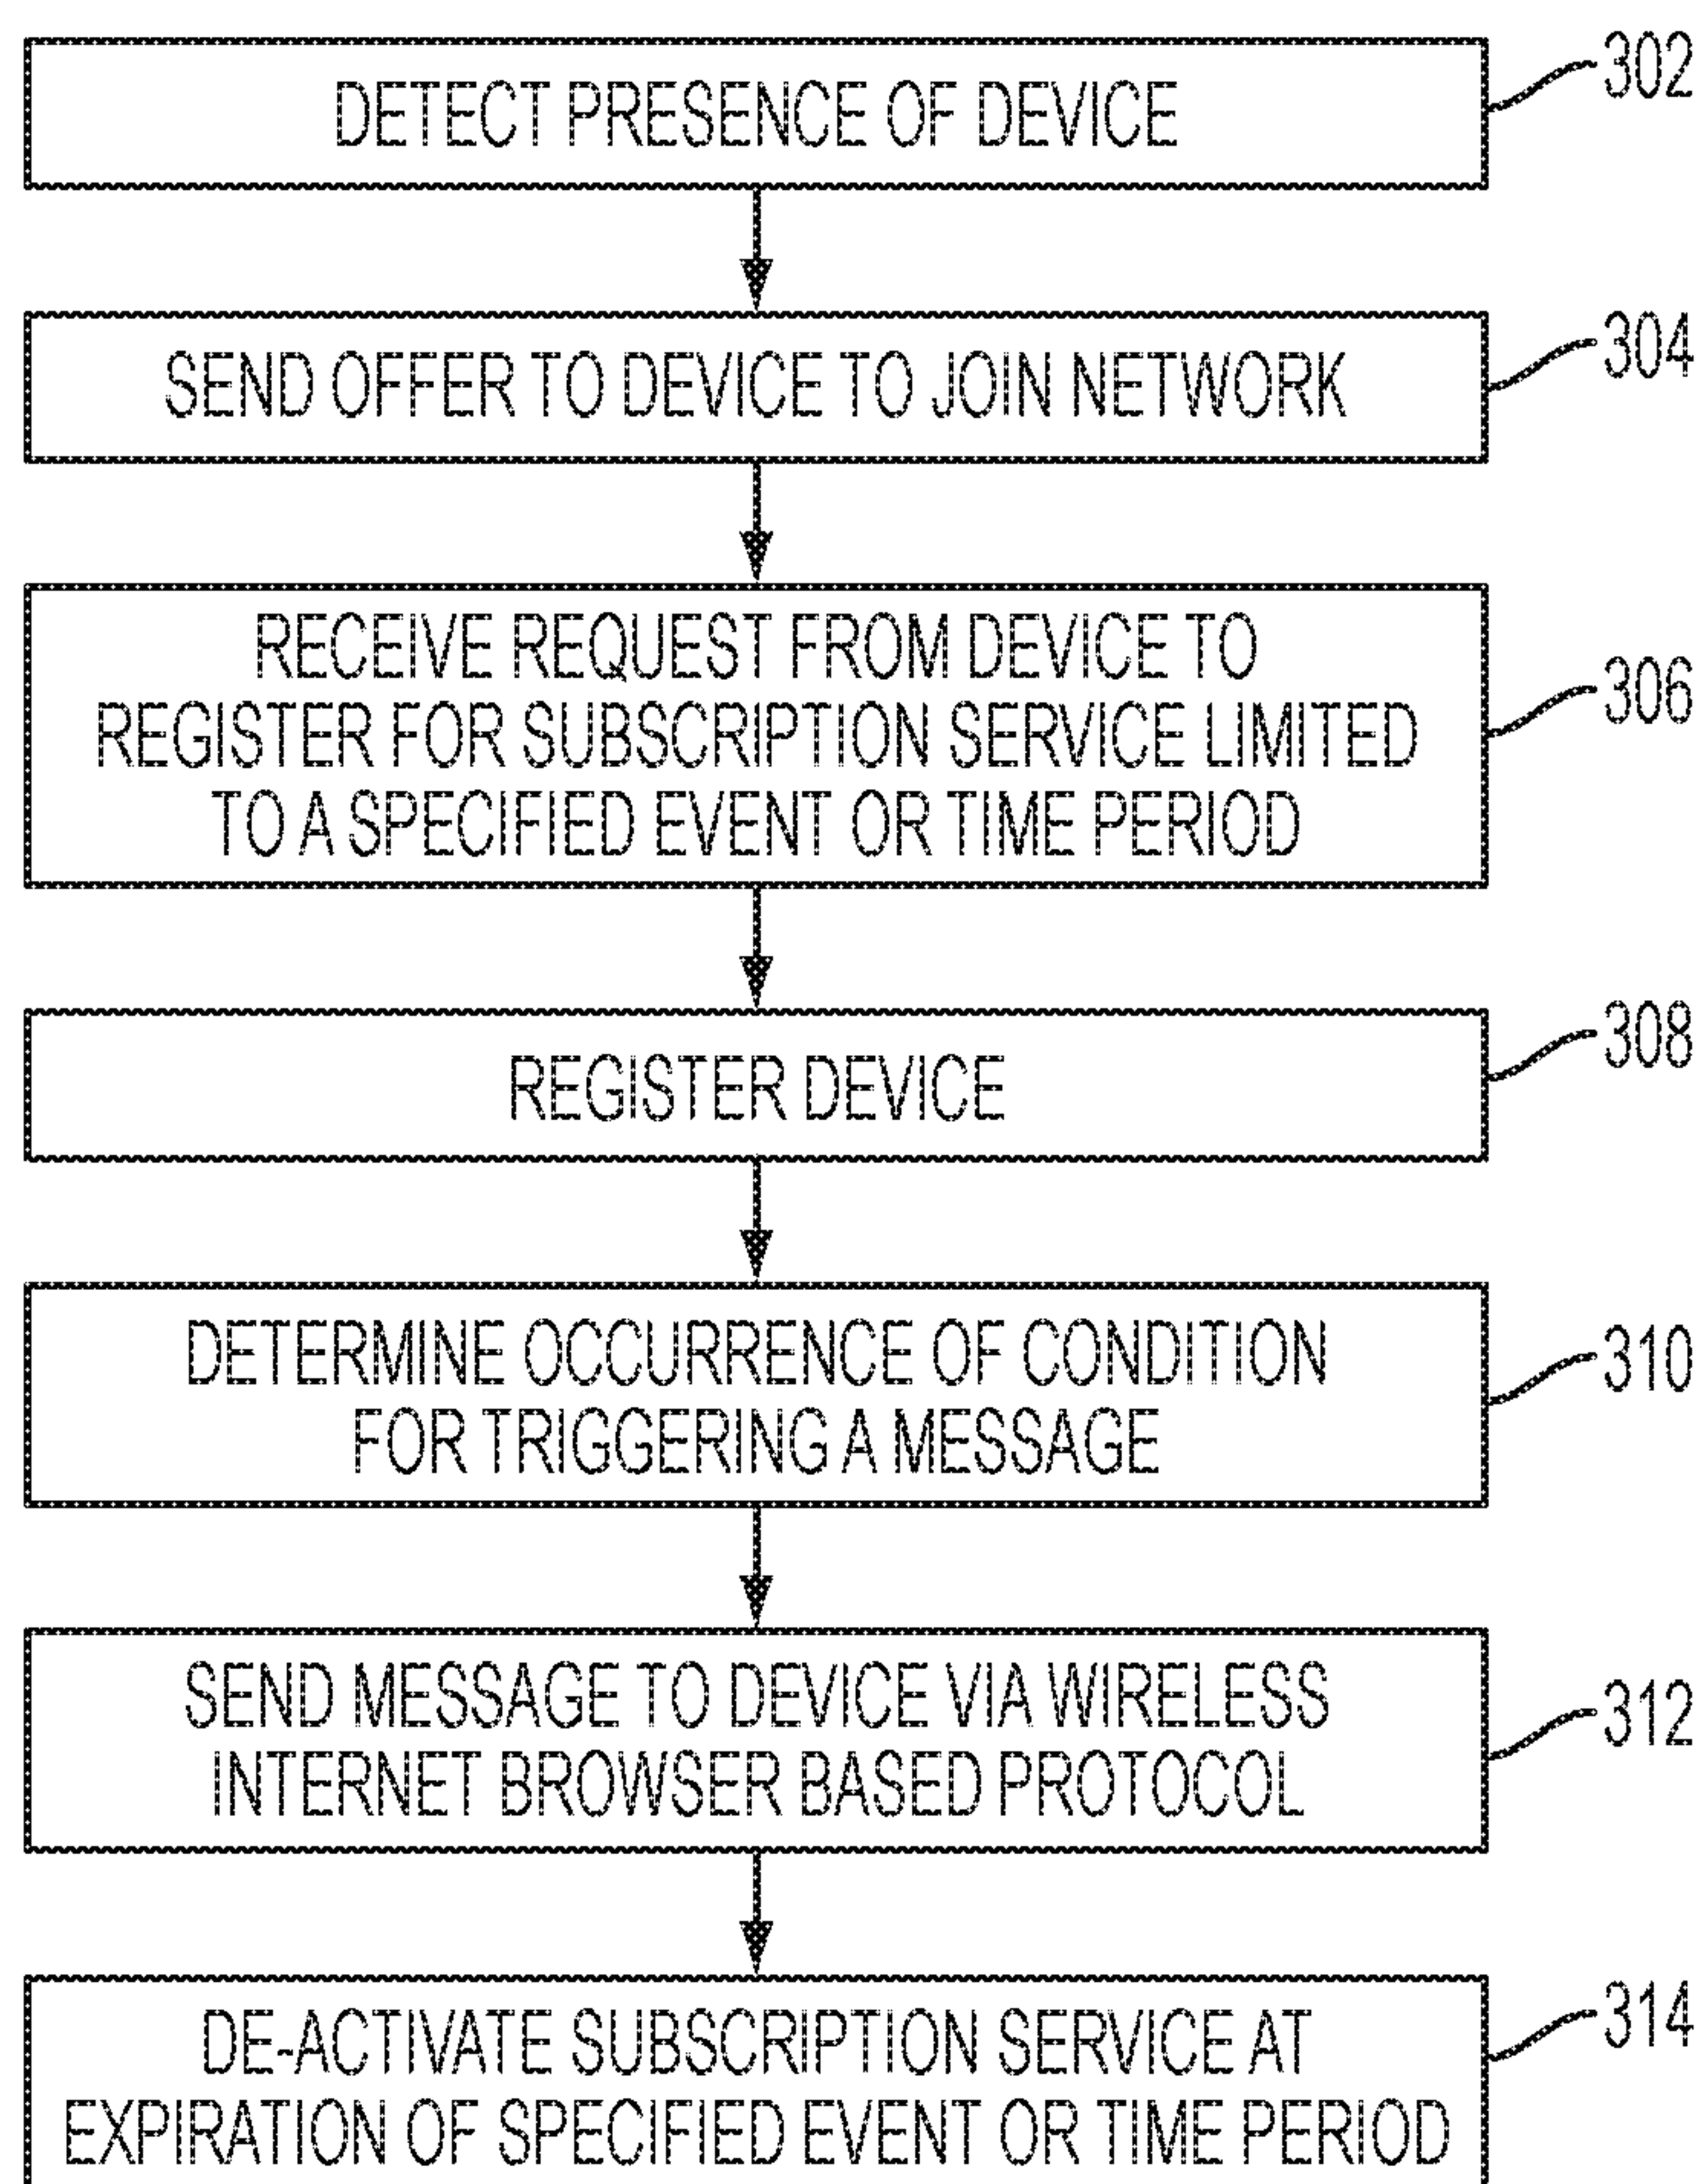 DETECT PRESENCE OF DEVICE
302
SEND OFFER TO DEVICE TO JOIN NETWORK
304
RECEIVE REQUEST FROM DEVICE TO
REGISTER FOR SUBSCRIPTION SERVICE LIMITED
TO A SPECIFIED EVENT OR TIME PERIOD
306
REGISTER DEVICE
308
DETERMINE OCCURRENCE OF CONDITION
FOR TRIGGERING A MESSAGE
310
SEND MESSAGE TO DEVICE VIA WIRELESS
INTERNET BROWSER BASED PROTOCOL
312
DE-ACTIVATE SUBSCRIPTION SERVICE AT
EXPIRATION OF SPECIFIED EVENT OR TIME PERIOD
314